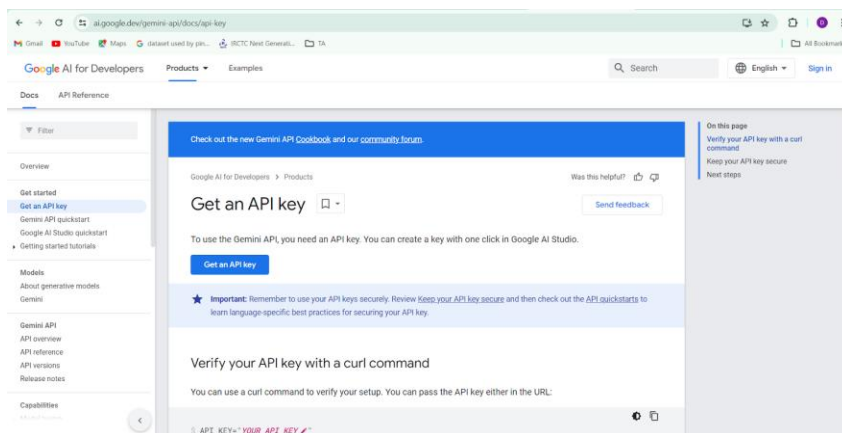 ai.google.dev/gemini-api/docs/api-key
Gmail YouTube Maps dataset used by pin... IRCTC Next Generati... TA All Bookmark
Google AI for Developers Products Examples Search English Sign in
Docs API Reference
Filter
Overview
Get started
Get an API key
Gemini API quickstart
Google AI Studio quickstart
Getting started tutorials
Models
About generative models
Gemini
Gemini API
API overview
API reference
API versions
Release notes
Capabilities
Check out the new Gemini API Cookbook and our community forum.
Google AI for Developers > Products Was this helpful?
Get an API key
Send feedback
To use the Gemini API, you need an API key. You can create a key with one click in Google AI Studio.
Get an API key
Important: Remember to use your API keys securely. Review Keep your API key secure and then check out the API quickstarts to
learn language-specific best practices for securing your API key.
Verify your API key with a curl command
You can use a curl command to verify your setup. You can pass the API key either in the URL:
$ API_KEY="YOUR_API_KEY"
On this page
Verify your API key with a curl
command
Keep your API key secure
Next steps